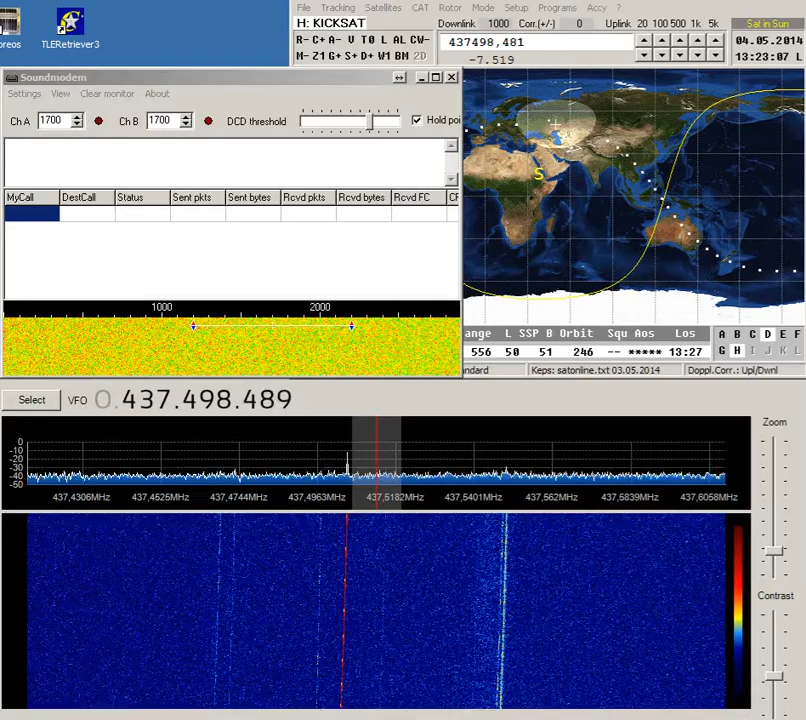 File Tracking Satellites CAT Rotor Mode Setup Programs Accy ?
H: KICKSAT Downlink 1000 Corr.(+/-) 0 Uplink 20 100 500 1k 5k Sat in Sun
R- C+ A- V T0 L AL CW- 437498,481 04.05.2014
M- Z1 G+ S+ D+ W1 BM 2D -7.519 13:23:07 L
TLERetriever3
Soundmodem
Settings View Clear monitor About
Ch A 1700 Ch B 1700 DCD threshold Hold poi
MyCall DestCall Status Sent pkts Sent bytes Rcvd pkts Rcvd bytes Rcvd FC
S
1000 2000
ange L SSP B Orbit Squ Aos Los A B C D E F
556 50 51 246 -- ***** 13:27 G H I J K L
ndard Keps: satonline.txt 03.05.2014 Doppl.Corr.: Upl/Dwnl
Select VFO 0.437.498.489
Zoom
0
-10
-20
-30
-40
-50
437,4306MHz 437,4525MHz 437,4744MHz 437,4963MHz 437,5182MHz 437,5401MHz 437,562MHz 437,5839MHz 437,6058MHz
Contrast